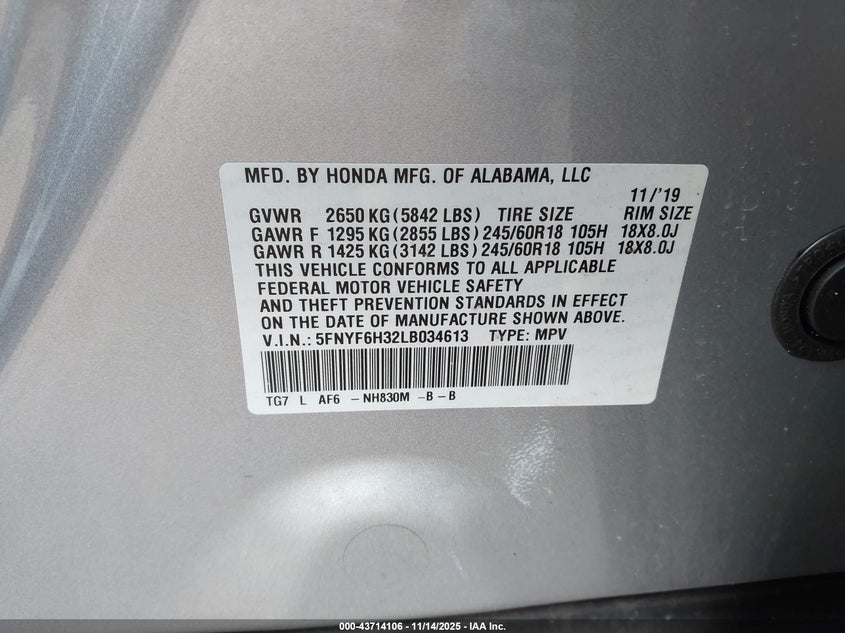 MFD. BY HONDA MFG. OF ALABAMA, LLC
11/'19
GVWR 2650 KG (5842 LBS) TIRE SIZE RIM SIZE
GAWR F 1295 KG (2855 LBS) 245/60R18 105H 18X8.0J
GAWR R 1425 KG (3142 LBS) 245/60R18 105H 18X8.0J
THIS VEHICLE CONFORMS TO ALL APPLICABLE
FEDERAL MOTOR VEHICLE SAFETY
AND THEFT PREVENTION STANDARDS IN EFFECT
ON THE DATE OF MANUFACTURE SHOWN ABOVE.
V.I.N.: 5FNYF6H32LB034613 TYPE: MPV
TG7 L AF6 - NH830M - B - B
000-43714106 - 11/14/2025 - IAA Inc.